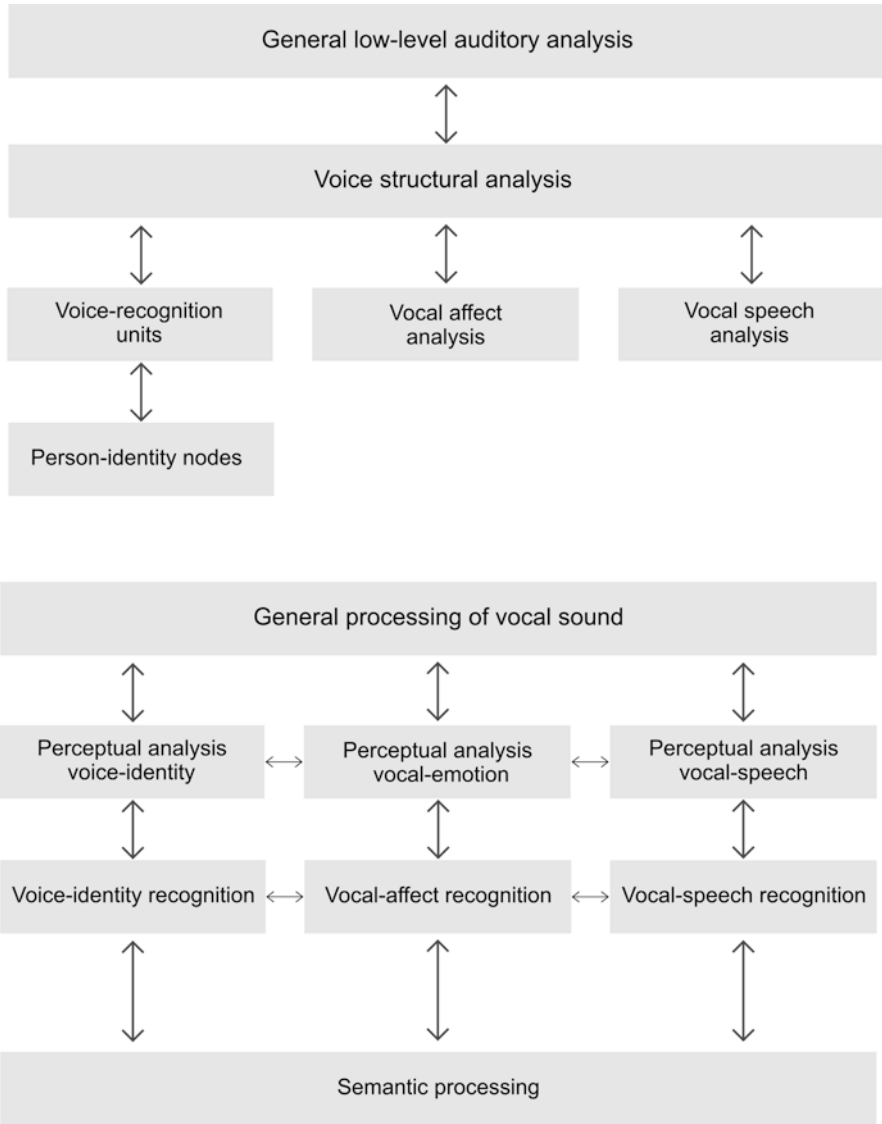 General low-level auditory analysis
Voice structural analysis
Voice-recognition
units
Vocal affect
analysis
Vocal speech
analysis
Person-identity nodes
General processing of vocal sound
Perceptual analysis
voice-identity
Perceptual analysis
vocal-emotion
Perceptual analysis
vocal-speech
Voice-identity recognition
Vocal-affect recognition
Vocal-speech recognition
Semantic processing